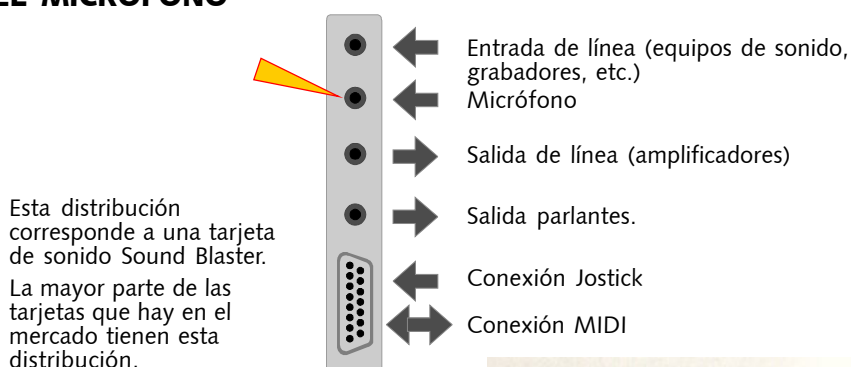 EL MICRÓFONO
Entrada de línea (equipos de sonido,
grabadores, etc.)
Micrófono
Salida de línea (amplificadores)
Salida parlantes.
Conexión Jostick
Conexión MIDI
Esta distribución
corresponde a una tarjeta
de sonido Sound Blaster.
La mayor parte de las
tarjetas que hay en el
mercado tienen esta
distribución.